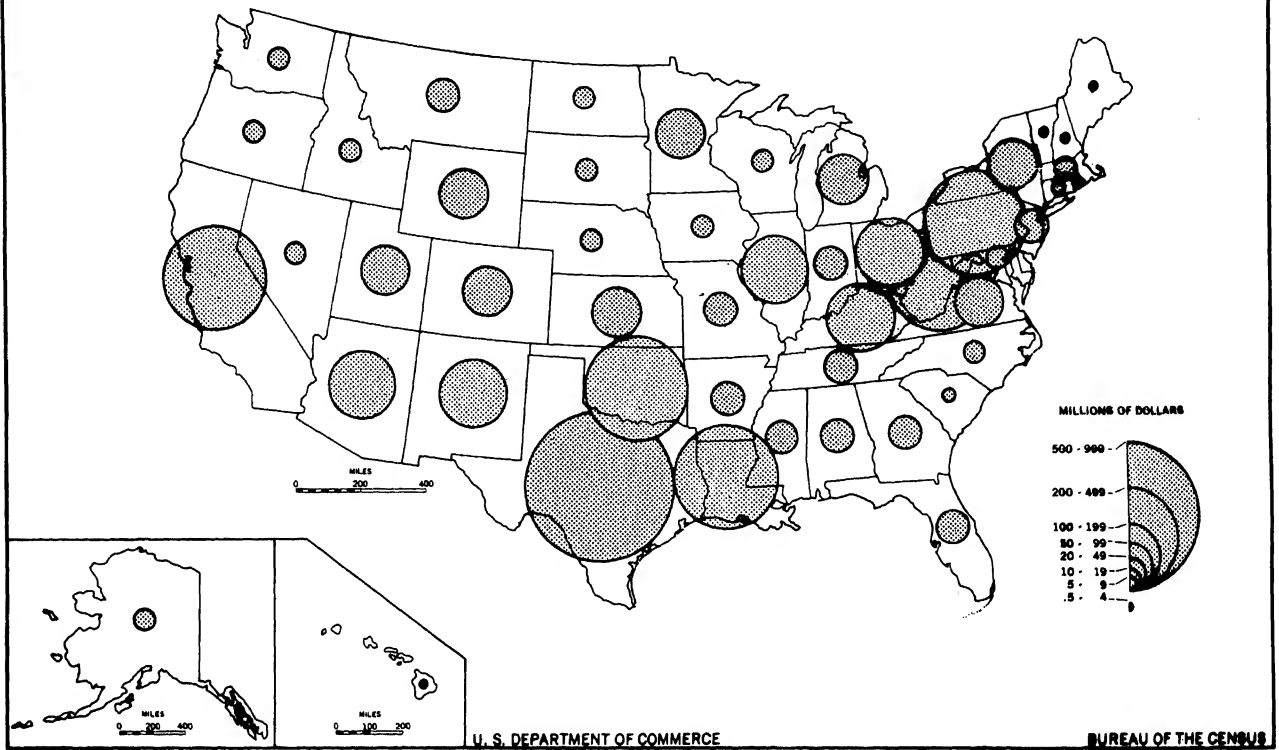 MILLIONS OF DOLLARS
500 - 999
200 - 499
100 - 199
50 - 99
20 - 49
10 - 19
5 - 9
.5 - 4
MILES
0 200 400
MILES
0 200 400
MILES
0 100 200
U. S. DEPARTMENT OF COMMERCE
BUREAU OF THE CENSUS